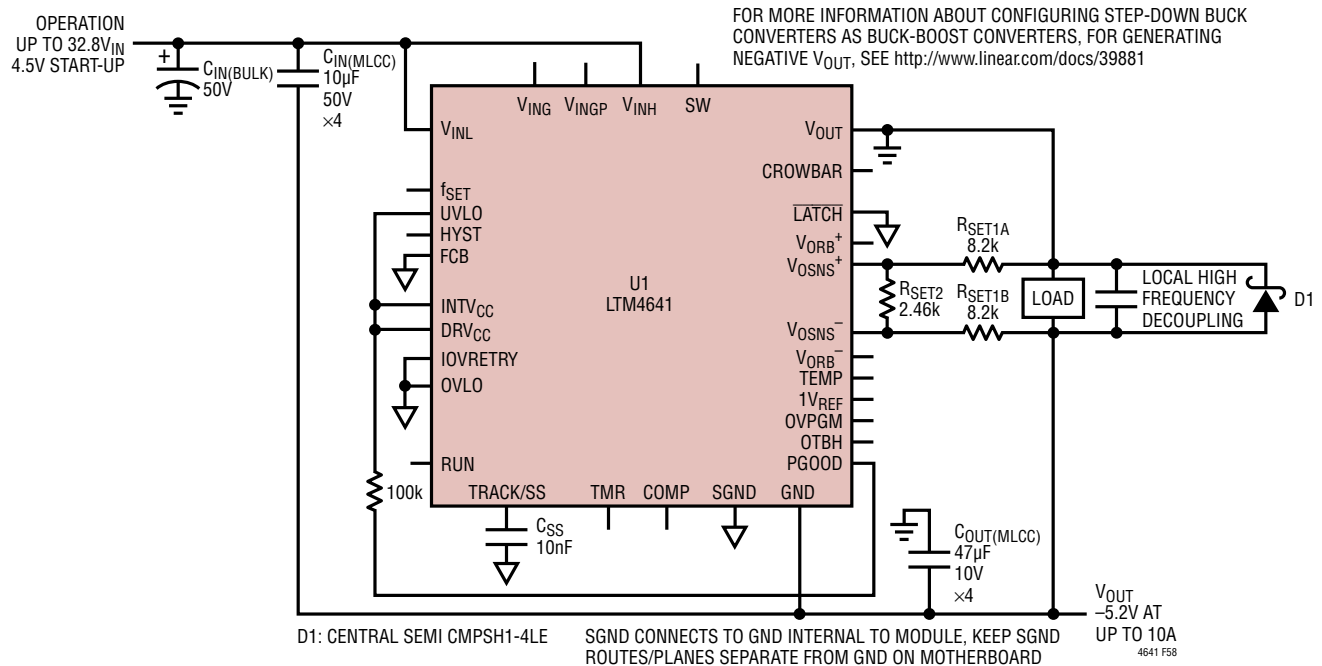 OPERATION
UP TO 32.8VIN
4.5V START-UP
FOR MORE INFORMATION ABOUT CONFIGURING STEP-DOWN BUCK
CONVERTERS AS BUCK-BOOST CONVERTERS, FOR GENERATING
NEGATIVE VOUT, SEE http://www.linear.com/docs/39881
+
CIN(BULK)
50V
CIN(MLCC)
10µF
50V
×4
VING
VINGP
VINH
SW
VINL
VOUT
CROWBAR
fSET
UVLO
HYST
FCB
LATCH
VORB+
VOSNS+
RSET1A
8.2k
U1
LTM4641
RSET2
2.46k
RSET1B
8.2k
LOAD
LOCAL HIGH
FREQUENCY
DECOUPLING
D1
INTVCC
DRVCC
VOSNS–
IOVRETRY
OVLO
VORB–
TEMP
1VREF
OVPGM
OTBH
RUN
PGOOD
100k
TRACK/SS
TMR
COMP
SGND
GND
CSS
10nF
COUT(MLCC)
47µF
10V
×4
VOUT
–5.2V AT
UP TO 10A
4641 F58
D1: CENTRAL SEMI CMPSH1-4LE
SGND CONNECTS TO GND INTERNAL TO MODULE, KEEP SGND
ROUTES/PLANES SEPARATE FROM GND ON MOTHERBOARD